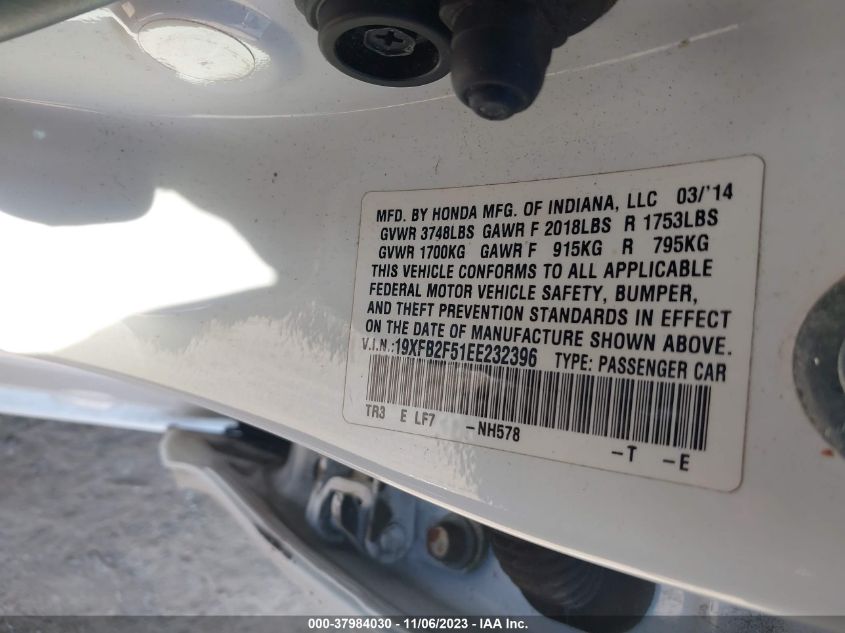 MFD. BY HONDA MFG. OF INDIANA, LLC 03/'14
GVWR 3748LBS GAWR F 2018LBS R 1753LBS
GVWR 1700KG GAWR F 915KG R 795KG
THIS VEHICLE CONFORMS TO ALL APPLICABLE
FEDERAL MOTOR VEHICLE SAFETY, BUMPER,
AND THEFT PREVENTION STANDARDS IN EFFECT
ON THE DATE OF MANUFACTURE SHOWN ABOVE.
V.I.N.:19XFB2F51EE232396 TYPE: PASSENGER CAR
TR3 E LF7 -NH578
-T -E
000-37984030 - 11/06/2023 - IAA Inc.